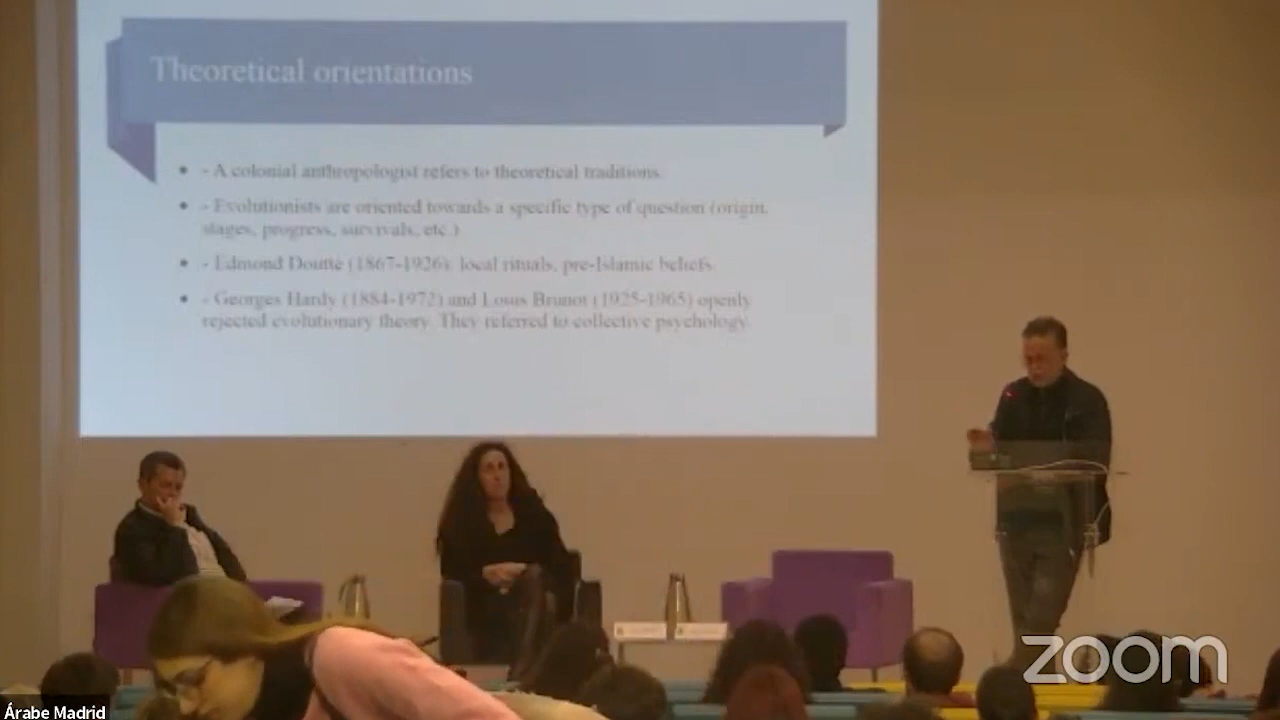 Theoretical orientations
- A colonial anthropologist refers to theoretical traditions.
- Evolutionists are oriented towards a specific type of question (origin,
stages, progress, survivals, etc.)
- Edmond Doutté (1867-1926): local rituals, pre-Islamic beliefs.
- Georges Hardy (1884-1972) and Louis Brunot (1925-1965) openly
rejected evolutionary theory. They referred to collective psychology.
zoom
Árabe Madrid